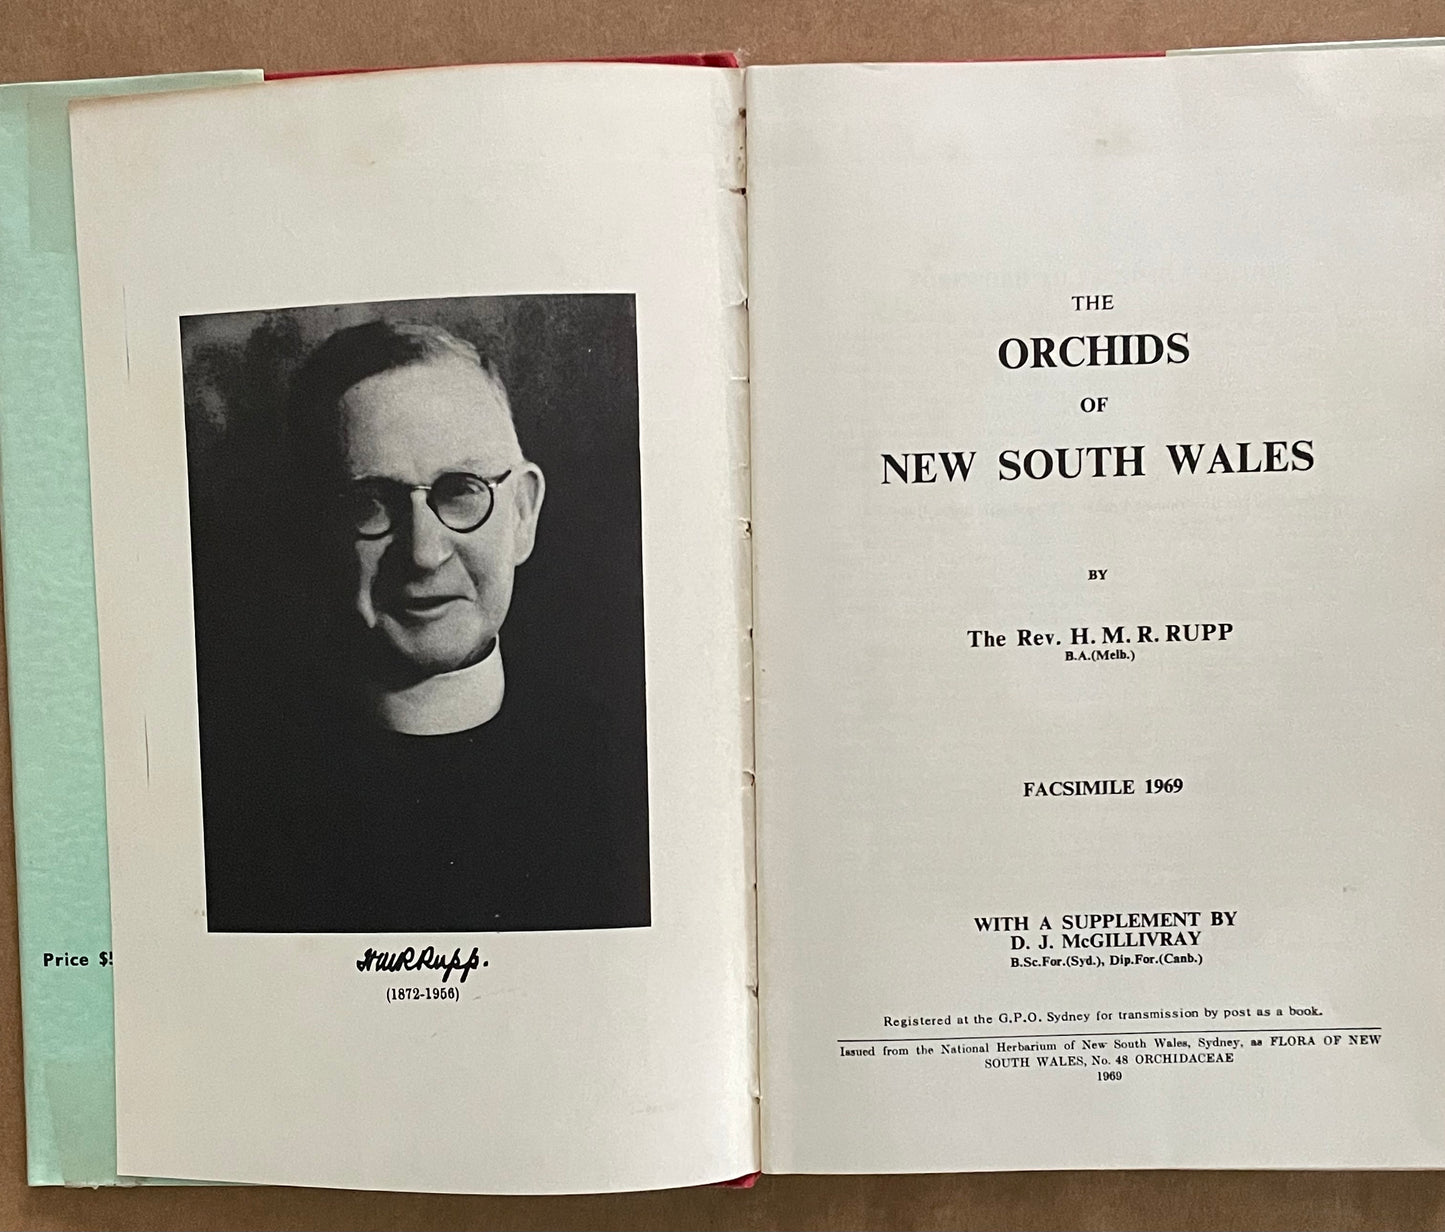 Price $
HMR Rupp.
(1872-1956)
THE
ORCHIDS
OF
NEW SOUTH WALES
BY
The Rev. H. M. R. RUPP
B.A.(Melb.)
FACSIMILE 1969
WITH A SUPPLEMENT BY
D. J. McGILLIVRAY
B.Sc.For.(Syd.), Dip.For.(Canb.)
Registered at the G.P.O. Sydney for transmission by post as a book.
Issued from the National Herbarium of New South Wales, Sydney, as FLORA OF NEW
SOUTH WALES, No. 48 ORCHIDACEAE
1969